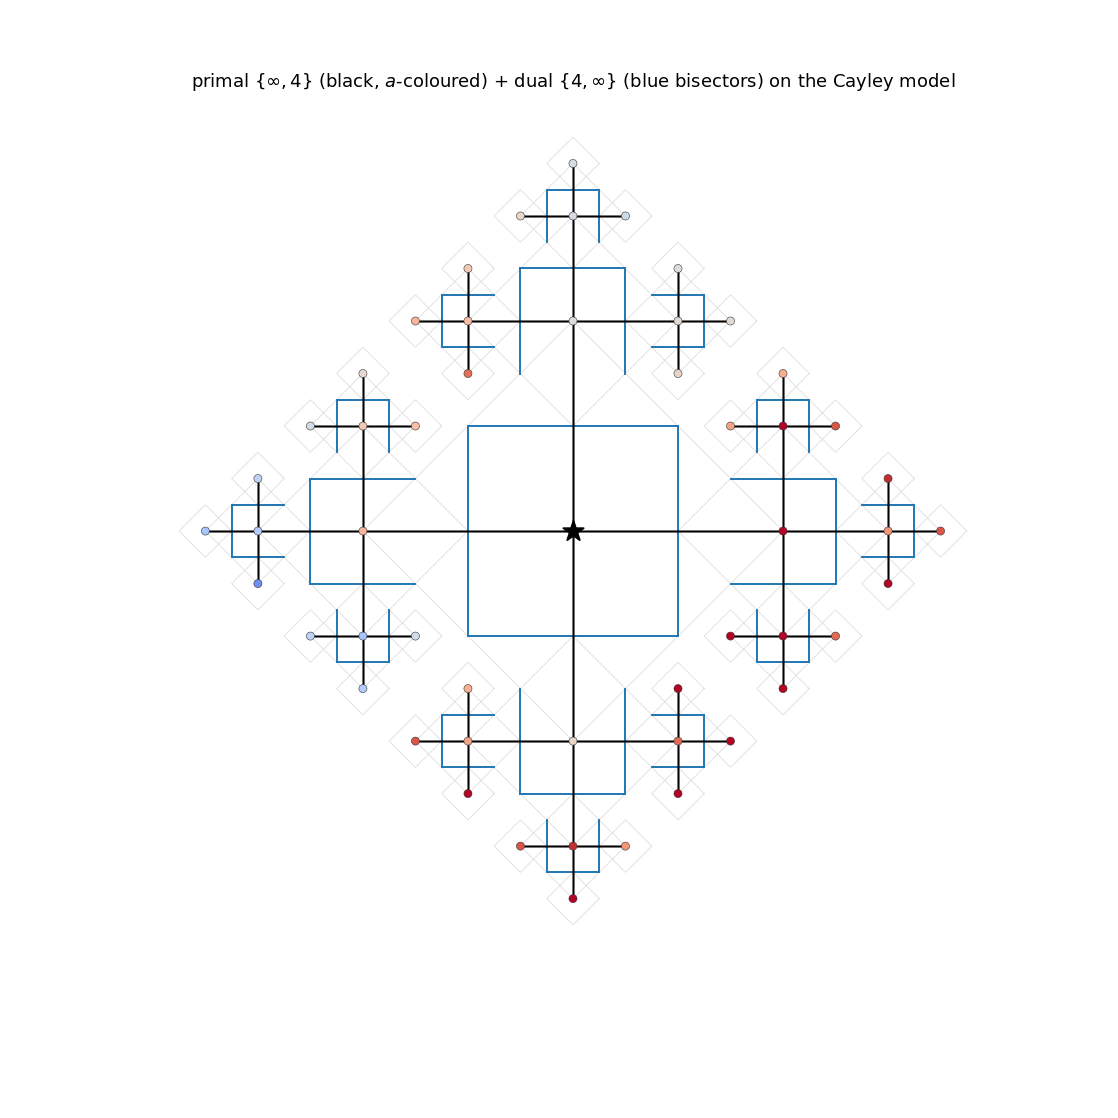 primal {∞, 4} (black, a-coloured) + dual {4, ∞} (blue bisectors) on the Cayley model